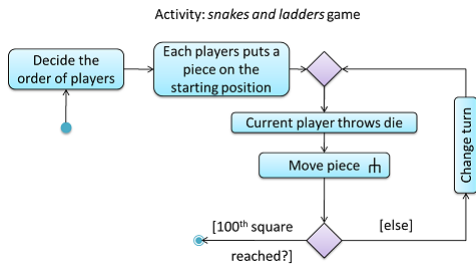 Activity: snakes and ladders game
Decide the
order of players
Each players puts a
piece on the
starting position
Current player throws die
Move piece
Change turn
[100th square
reached?]
[else]